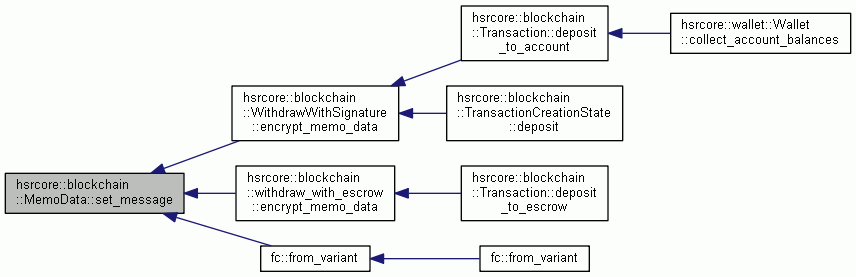 hsrcore::blockchain
::MemoData::set_message
hsrcore::blockchain
::WithdrawWithSignature
::encrypt_memo_data
hsrcore::blockchain
::Transaction::deposit
_to_account
hsrcore::wallet::Wallet
::collect_account_balances
hsrcore::blockchain
::TransactionCreationState
::deposit
hsrcore::blockchain
::withdraw_with_escrow
::encrypt_memo_data
hsrcore::blockchain
::Transaction::deposit
_to_escrow
fc::from_variant
fc::from_variant